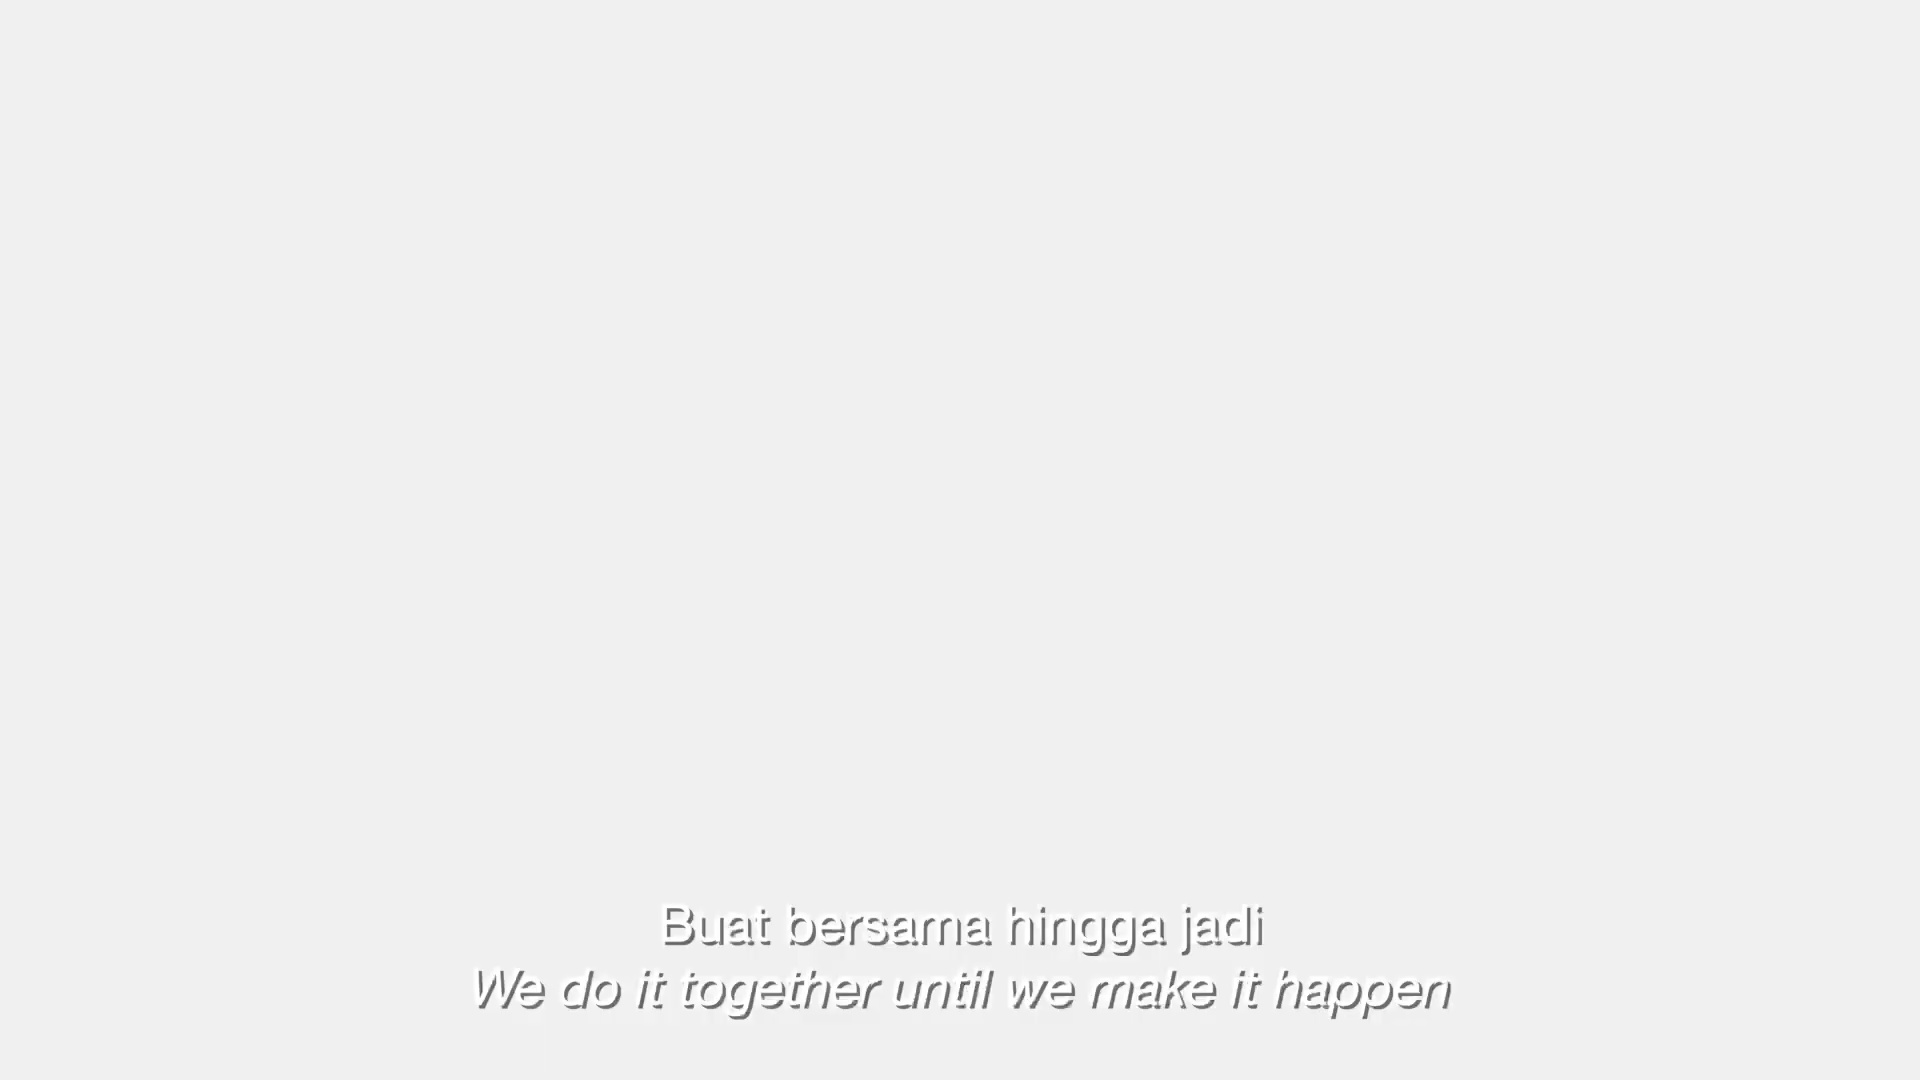 Buat bersama hingga jadi
We do it together until we make it happen